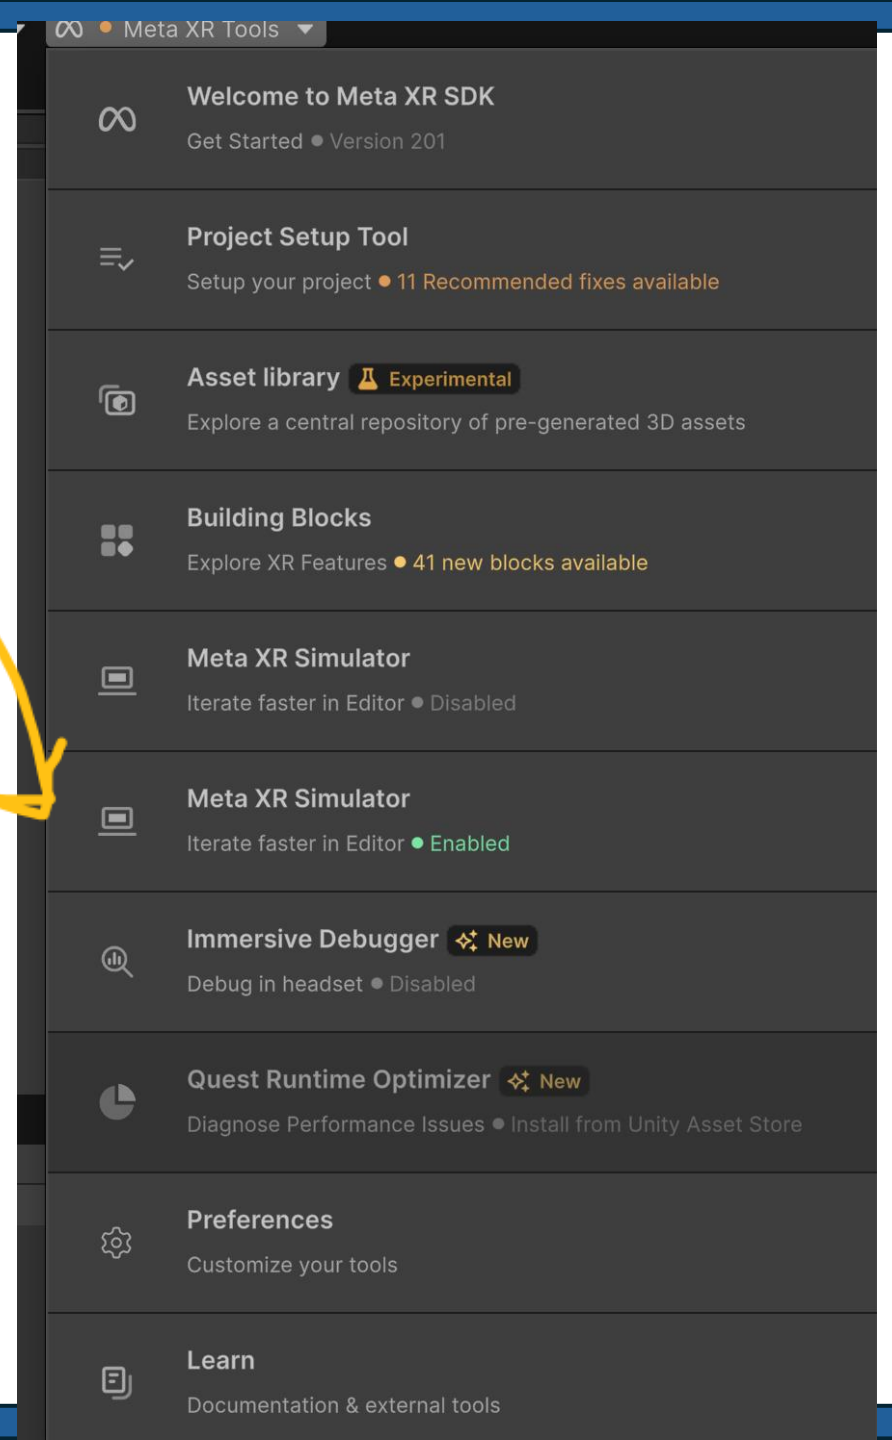 Meta XR Tools
Welcome to Meta XR SDK
Get Started ● Version 201
Project Setup Tool
Setup your project ● 11 Recommended fixes available
Asset library Experimental
Explore a central repository of pre-generated 3D assets
Building Blocks
Explore XR Features ● 41 new blocks available
Meta XR Simulator
Iterate faster in Editor ● Disabled
Meta XR Simulator
Iterate faster in Editor ● Enabled
Immersive Debugger New
Debug in headset ● Disabled
Quest Runtime Optimizer New
Diagnose Performance Issues ● Install from Unity Asset Store
Preferences
Customize your tools
Learn
Documentation & external tools